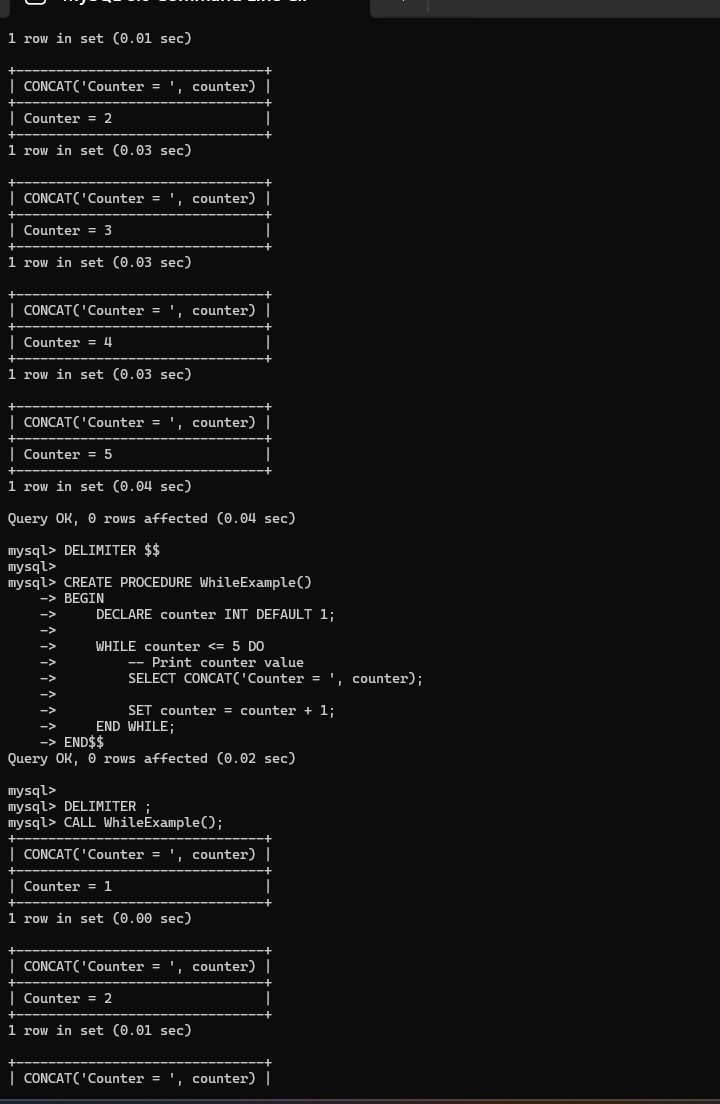 1 row in set (0.01 sec)
+-------------------------------+
| CONCAT('Counter = ', counter) |
+-------------------------------+
| Counter = 2                   |
+-------------------------------+
1 row in set (0.03 sec)
+-------------------------------+
| CONCAT('Counter = ', counter) |
+-------------------------------+
| Counter = 3                   |
+-------------------------------+
1 row in set (0.03 sec)
+-------------------------------+
| CONCAT('Counter = ', counter) |
+-------------------------------+
| Counter = 4                   |
+-------------------------------+
1 row in set (0.03 sec)
+-------------------------------+
| CONCAT('Counter = ', counter) |
+-------------------------------+
| Counter = 5                   |
+-------------------------------+
1 row in set (0.04 sec)
Query OK, 0 rows affected (0.04 sec)
mysql> DELIMITER $$
mysql>
mysql> CREATE PROCEDURE WhileExample()
    -> BEGIN
    ->     DECLARE counter INT DEFAULT 1;
    ->
    ->     WHILE counter <= 5 DO
    ->         -- Print counter value
    ->         SELECT CONCAT('Counter = ', counter);
    ->
    ->         SET counter = counter + 1;
    ->     END WHILE;
    -> END$$
Query OK, 0 rows affected (0.02 sec)
mysql>
mysql> DELIMITER ;
mysql> CALL WhileExample();
+-------------------------------+
| CONCAT('Counter = ', counter) |
+-------------------------------+
| Counter = 1                   |
+-------------------------------+
1 row in set (0.00 sec)
+-------------------------------+
| CONCAT('Counter = ', counter) |
+-------------------------------+
| Counter = 2                   |
+-------------------------------+
1 row in set (0.01 sec)
+-------------------------------+
| CONCAT('Counter = ', counter) |